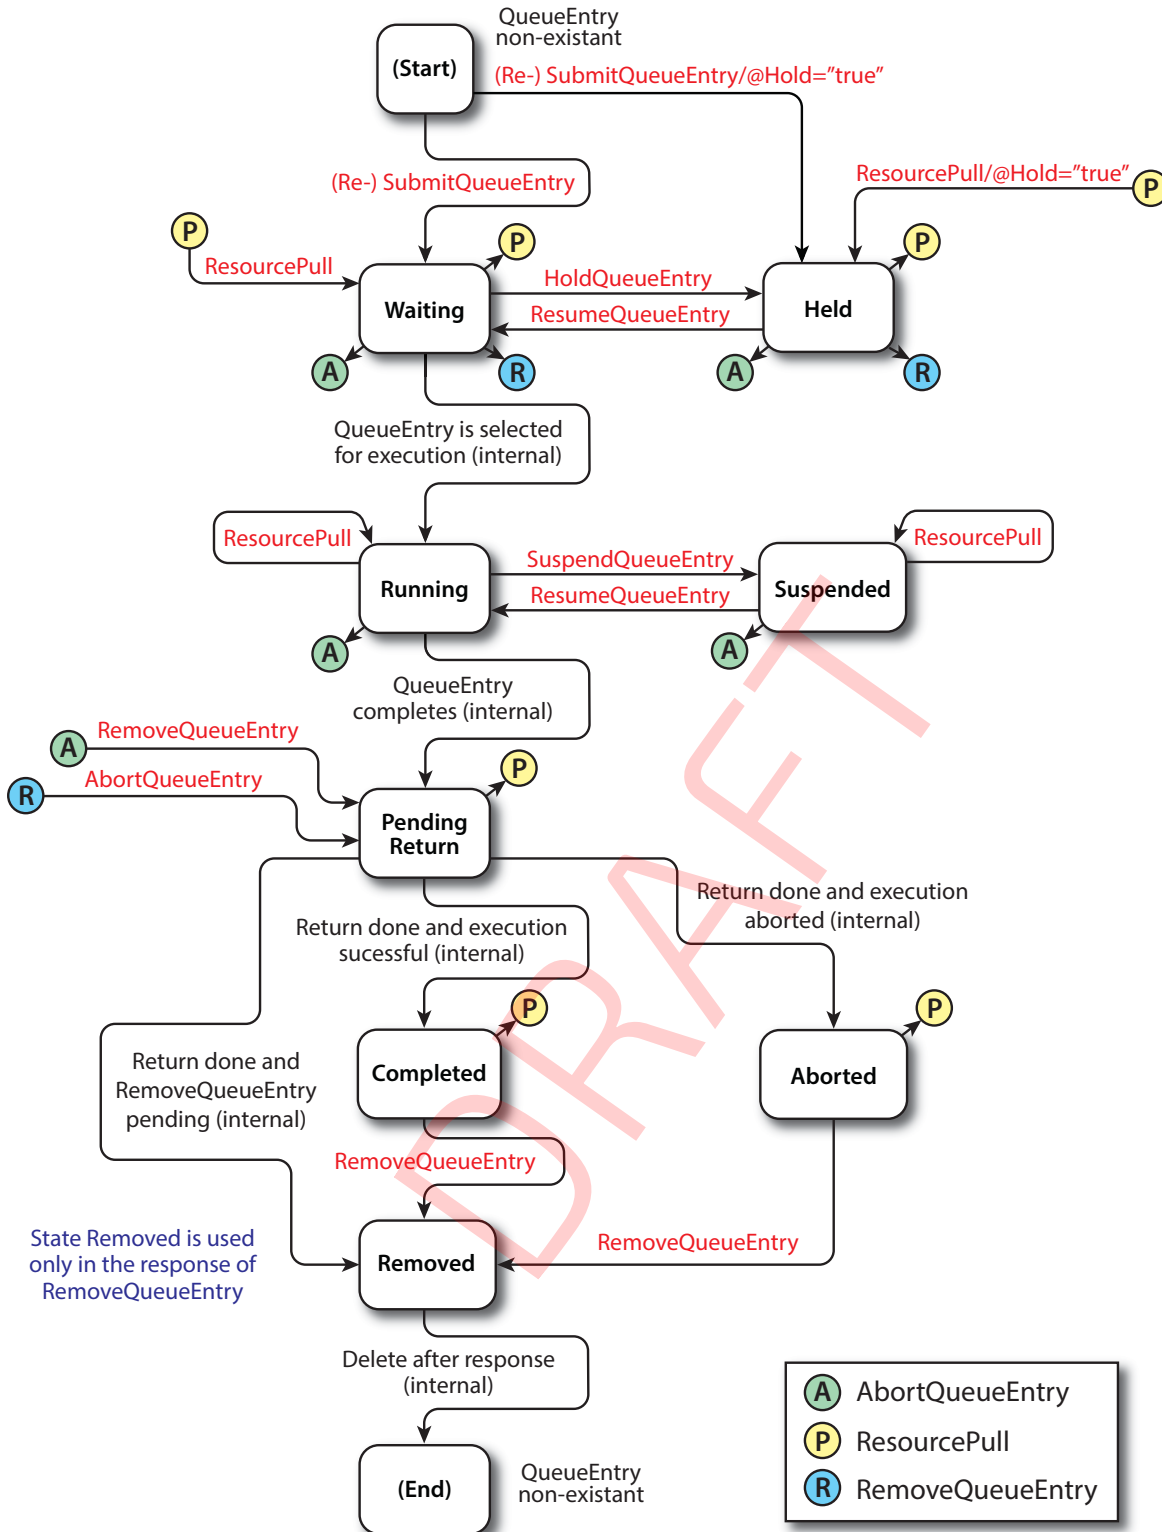 QueueEntry
non-existant
(Start)
(Re-) SubmitQueueEntry/@Hold=”true”
(Re-) SubmitQueueEntry
ResourcePull/@Hold=”true”
P
P
ResourcePull
P
P
Waiting
HoldQueueEntry
ResumeQueueEntry
Held
A
R
A
R
QueueEntry is selected
for execution (internal)
ResourcePull
Running
SuspendQueueEntry
ResumeQueueEntry
Suspended
ResourcePull
A
A
QueueEntry
completes (internal)
A
RemoveQueueEntry
R
AbortQueueEntry
P
Pending
Return
Return done and execution
sucessful (internal)
Return done and execution
aborted (internal)
Return done and
RemoveQueueEntry
pending (internal)
P
Completed
P
Aborted
RemoveQueueEntry
State Removed is used
only in the response of
RemoveQueueEntry
Removed
RemoveQueueEntry
Delete after response
(internal)
(End)
QueueEntry
non-existant
A AbortQueueEntry
P ResourcePull
R RemoveQueueEntry
DRAFT